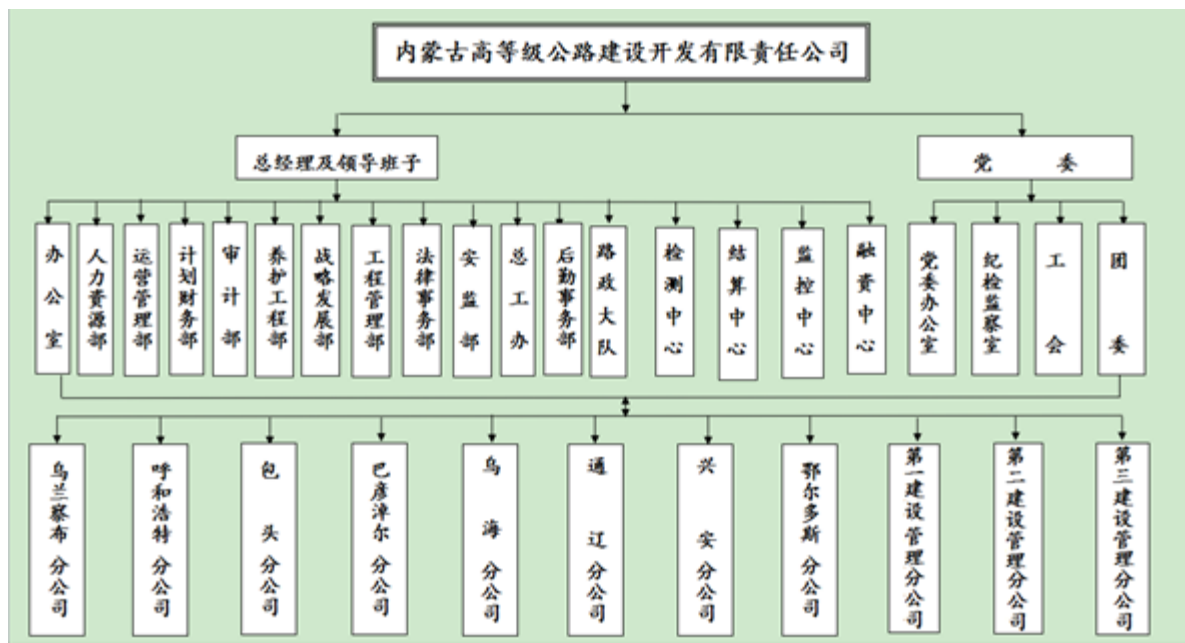 内蒙古高等级公路建设开发有限责任公司
总经理及领导班子
党委
办公室
人力资源部
运营管理部
计划财务部
审计部
养护工程部
战略发展部
工程管理部
法律事务部
安监部
总工办
后勤事务部
路政大队
检测中心
结算中心
监控中心
融资中心
党委办公室
纪检监察室
工会
团委
乌兰察布分公司
呼和浩特分公司
包头分公司
巴彦淖尔分公司
乌海分公司
通辽分公司
兴安分公司
鄂尔多斯分公司
第一建设管理分公司
第二建设管理分公司
第三建设管理分公司